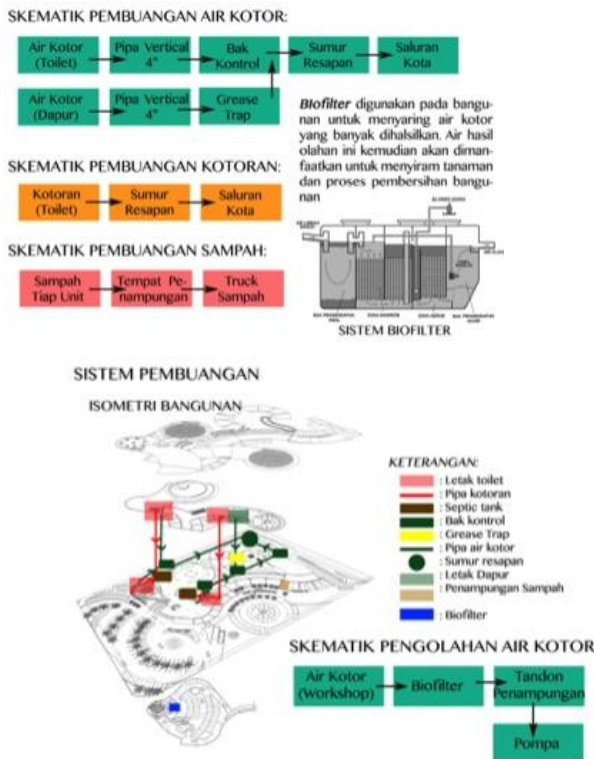 SKEMATIK PEMBUANGAN AIR KOTOR:
Air Kotor
(Toilet)
Pipa Vertical
4"
Bak
Kontrol
Sumur
Resapan
Saluran
Kota
Air Kotor
(Dapur)
Pipa Vertical
4"
Grease
Trap
BIofilter digunakan pada bangu-
nan untuk menyaring air kotor
yang banyak dihalsilkan. Air hasil
olahan ini kemudian akan diman-
faatkan untuk menyiram tanaman
dan proses pembersihan bangu-
nan
SKEMATIK PEMBUANGAN KOTORAN:
Kotoran
(Toilet)
Sumur
Resapan
Saluran
Kota
SKEMATIK PEMBUANGAN SAMPAH:
Sampah
Tiap Unit
Tempat Pe-
nampungan
Truck
Sampah
SISTEM BIOFILTER
SISTEM PEMBUANGAN
ISOMETRI BANGUNAN
KETERANGAN:
: Letak toilet
: Pipa kotoran
: Septic tank
: Bak kontrol
: Grease Trap
: Pipa air kotor
: Sumur resapan
: Letak Dapur
: Penampungan Sampah
: Biofilter
SKEMATIK PENGOLAHAN AIR KOTOR
Air Kotor
(Workshop)
Biofilter
Tandon
Penampungan
Pompa